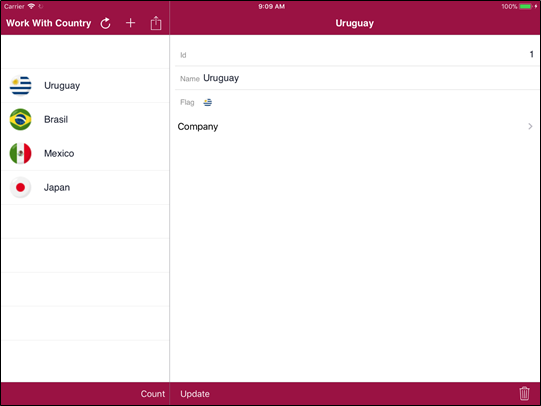 Carrier 9:09 AM 100%
Work With Country
Uruguay
Brasil
Mexico
Japan
Count
Uruguay
Id 1
Name Uruguay
Flag
Company
Update